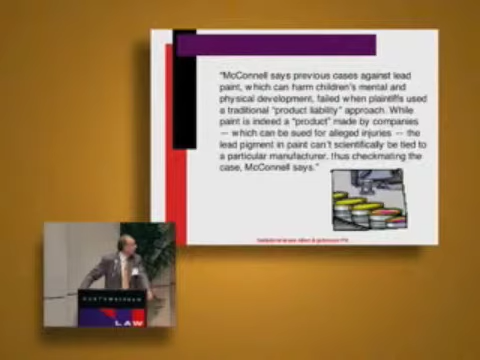 "McConnell says previous cases against lead
paint, which can harm children's mental and
physical development, failed when plaintiffs used
a traditional "product liability" approach. While
paint is indeed a "product" made by companies
-- which can be sued for alleged injuries -- the
lead pigment in paint can't scientifically be tied to
a particular manufacturer, thus checkmating the
case, McConnell says."
NORTHWESTERN
LAW